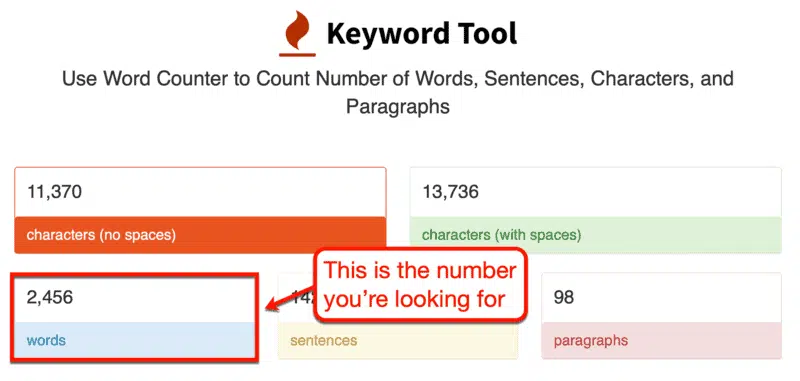 Keyword Tool
Use Word Counter to Count Number of Words, Sentences, Characters, and
Paragraphs
11,370
13,736
characters (no spaces)
characters (with spaces)
This is the number
you’re looking for
2,456
98
words
sentences
paragraphs